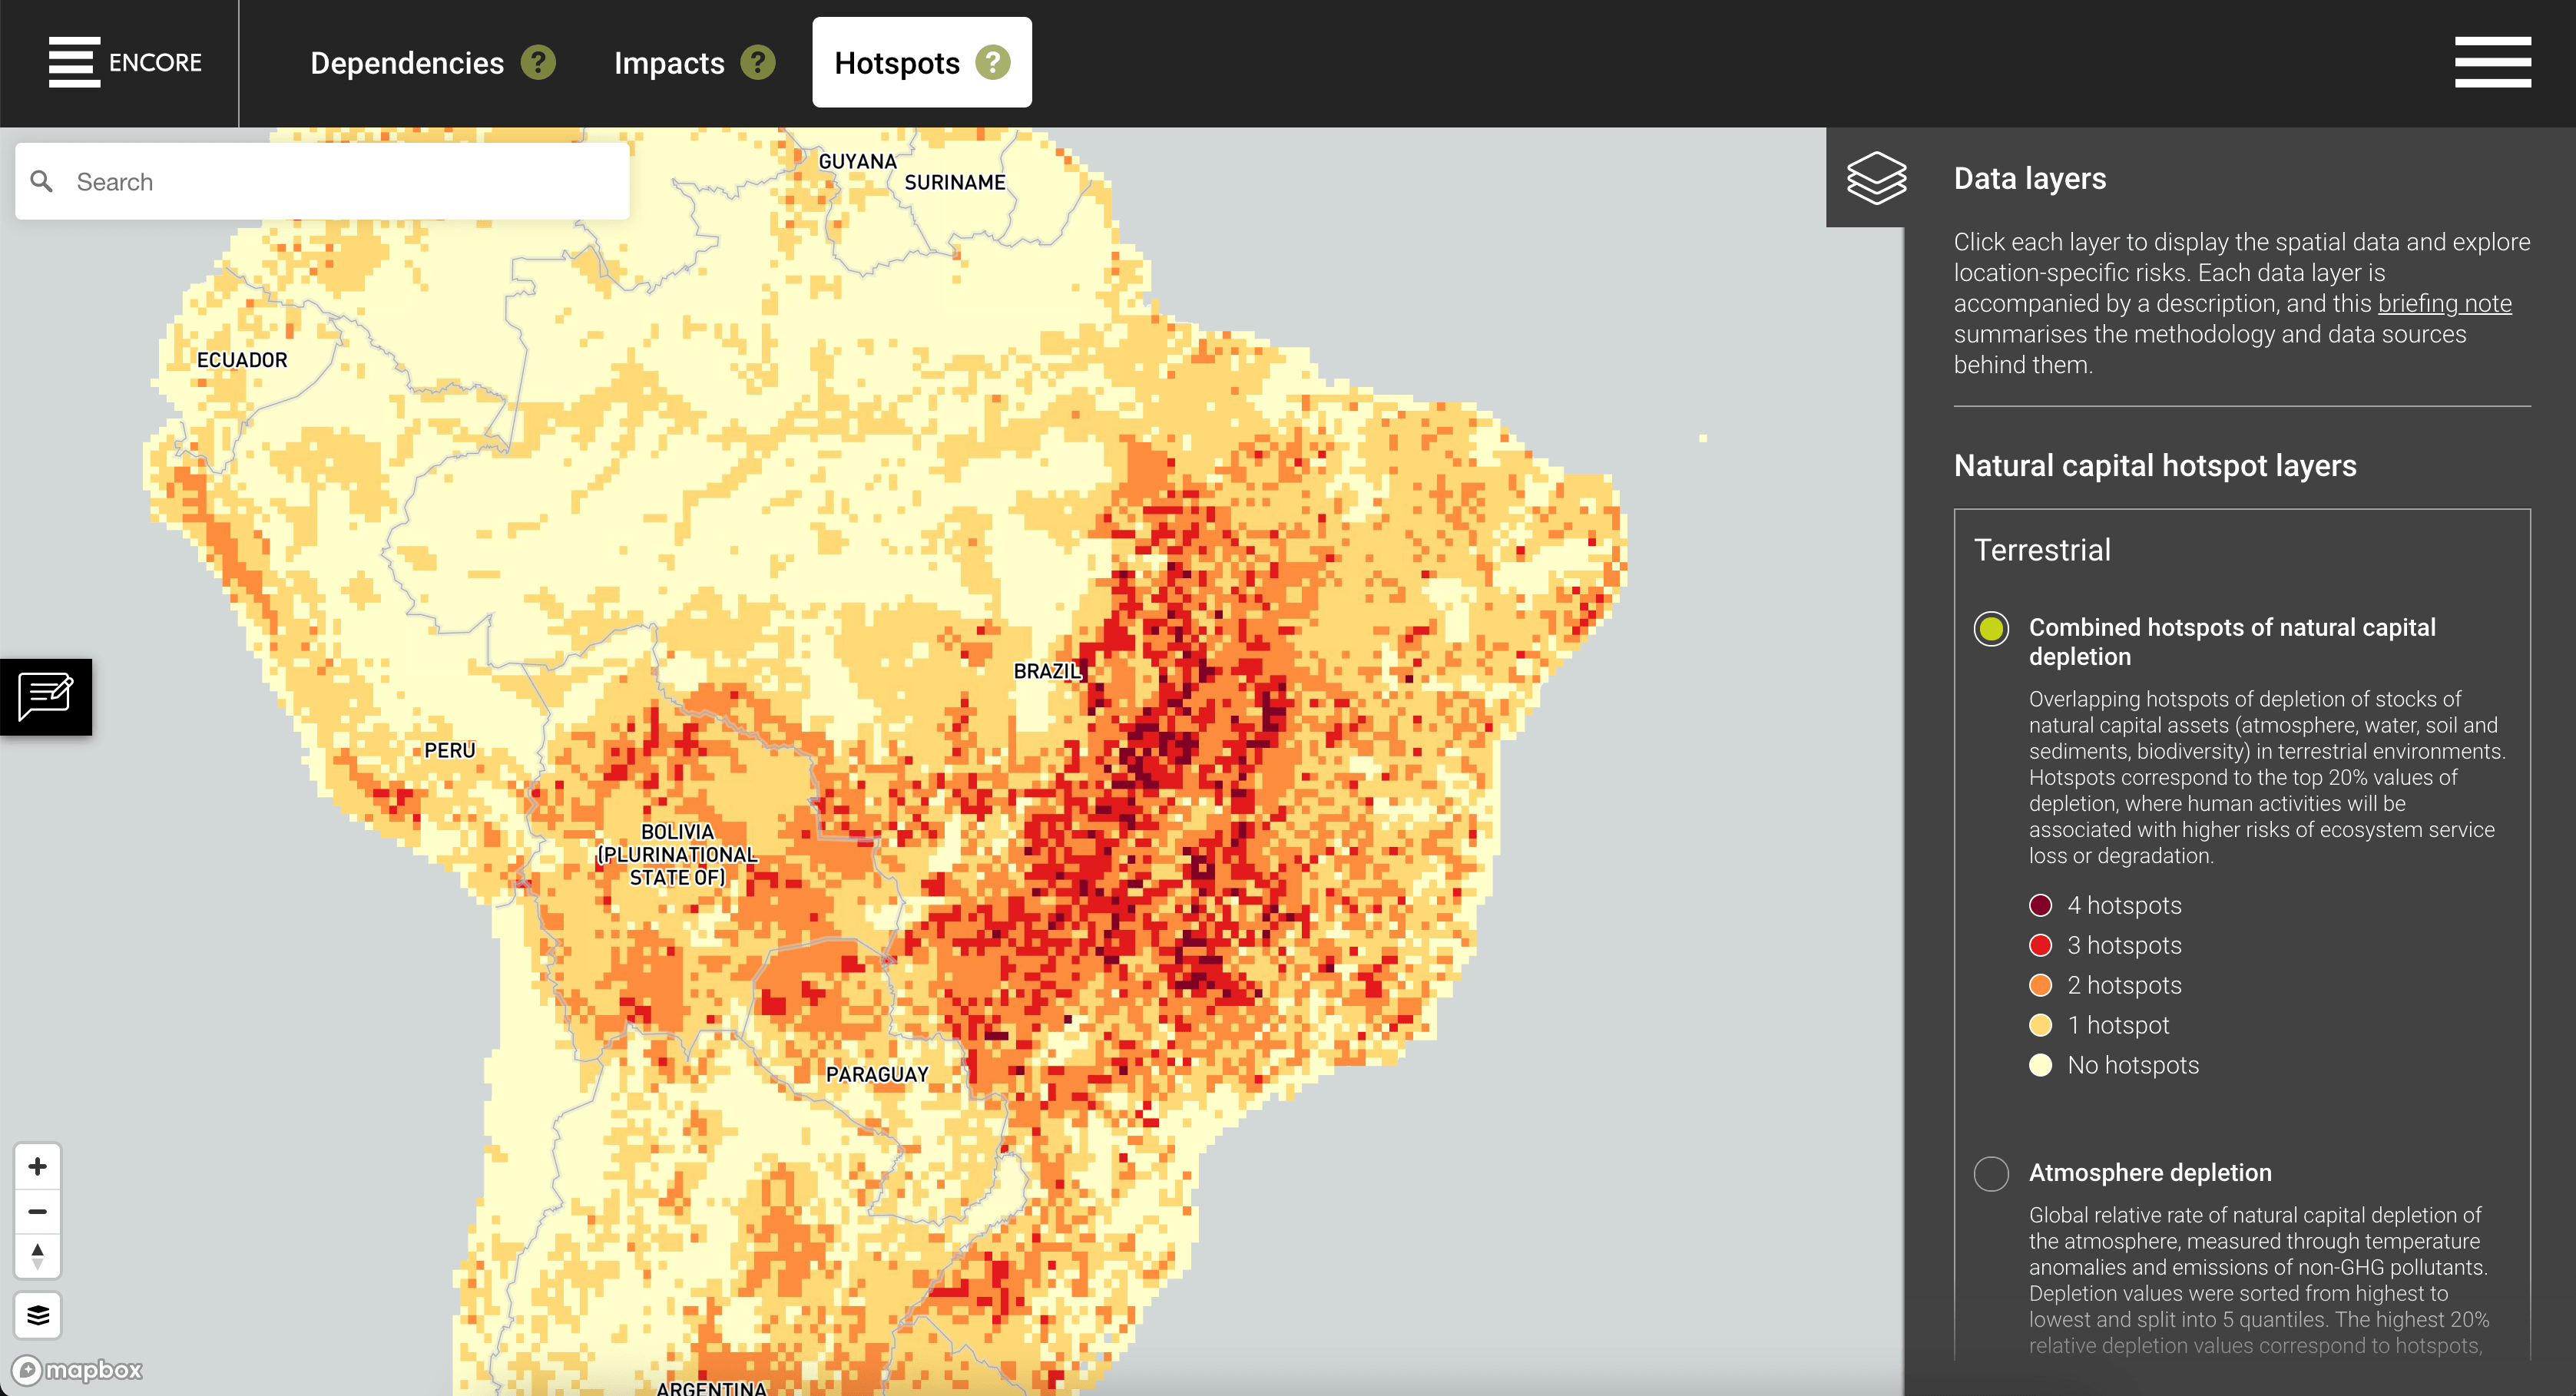 ENCORE
Dependencies ?
Impacts ?
Hotspots ?
Search
GUYANA
SURINAME
ECUADOR
BRAZIL
PERU
BOLIVIA
(PLURINATIONAL
STATE OF)
PARAGUAY
ARGENTINA
mapbox
Data layers
Click each layer to display the spatial data and explore
location-specific risks. Each data layer is
accompanied by a description, and this briefing note
summarises the methodology and data sources
behind them.
Natural capital hotspot layers
Terrestrial
Combined hotspots of natural capital
depletion
Overlapping hotspots of depletion of stocks of
natural capital assets (atmosphere, water, soil and
sediments, biodiversity) in terrestrial environments.
Hotspots correspond to the top 20% values of
depletion, where human activities will be
associated with higher risks of ecosystem service
loss or degradation.
4 hotspots
3 hotspots
2 hotspots
1 hotspot
No hotspots
Atmosphere depletion
Global relative rate of natural capital depletion of
the atmosphere, measured through temperature
anomalies and emissions of non-GHG pollutants.
Depletion values were sorted from highest to
lowest and split into 5 quantiles. The highest 20%
relative depletion values correspond to hotspots,